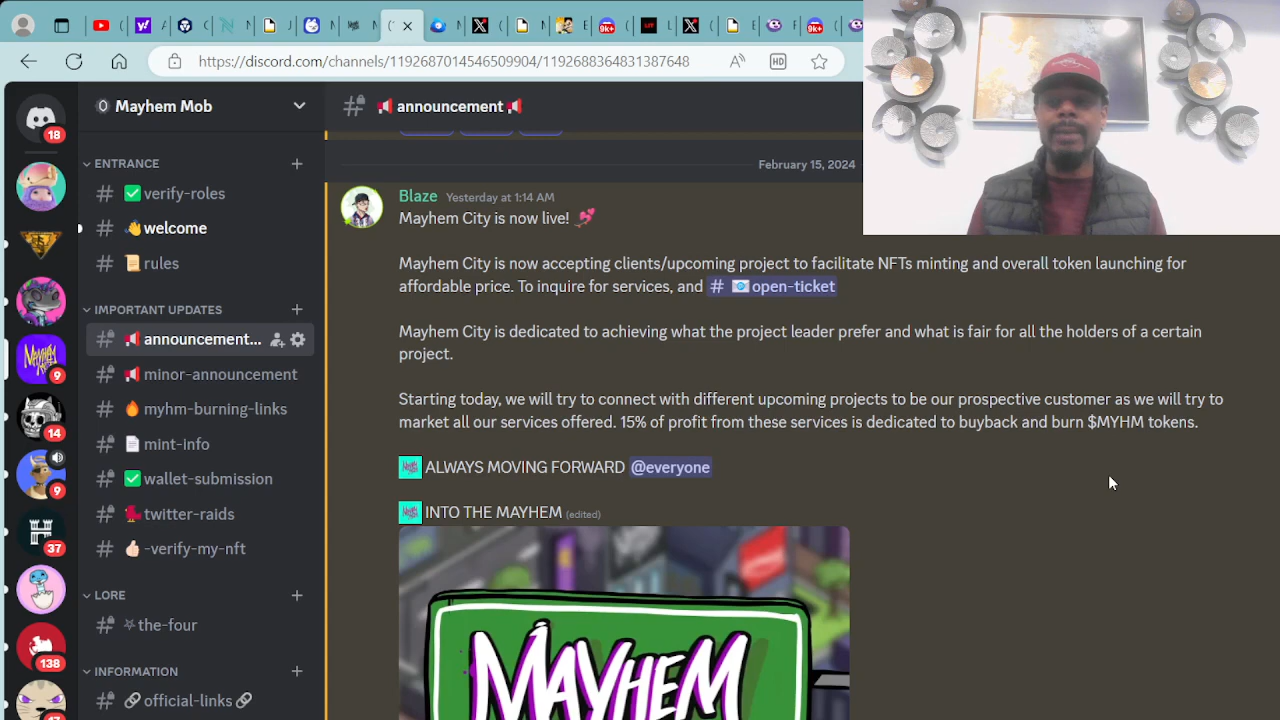 https://discord.com/channels/1192687014546509904/1192688364831387648
HD
9K+
9K+
18
Mayhem Mob
📢 announcement 📢
ENTRANCE
✅verify-roles
👋welcome
📜rules
IMPORTANT UPDATES
📢 announcement...
📢 minor-announcement
🔥myhm-burning-links
📄mint-info
✅wallet-submission
twitter-raids
👍🏻-verify-my-nft
LORE
the-four
INFORMATION
🔗official-links🔗
MAYHEM
9
14
9
37
138
February 15, 2024
Blaze Yesterday at 1:14 AM
Mayhem City is now live! 💞
Mayhem City is now accepting clients/upcoming project to facilitate NFTs minting and overall token launching for
affordable price. To inquire for services, and # 📧open-ticket
Mayhem City is dedicated to achieving what the project leader prefer and what is fair for all the holders of a certain
project.
Starting today, we will try to connect with different upcoming projects to be our prospective customer as we will try to
market all our services offered. 15% of profit from these services is dedicated to buyback and burn $MYHM tokens.
ALWAYS MOVING FORWARD @everyone
INTO THE MAYHEM (edited)
MAYHEM